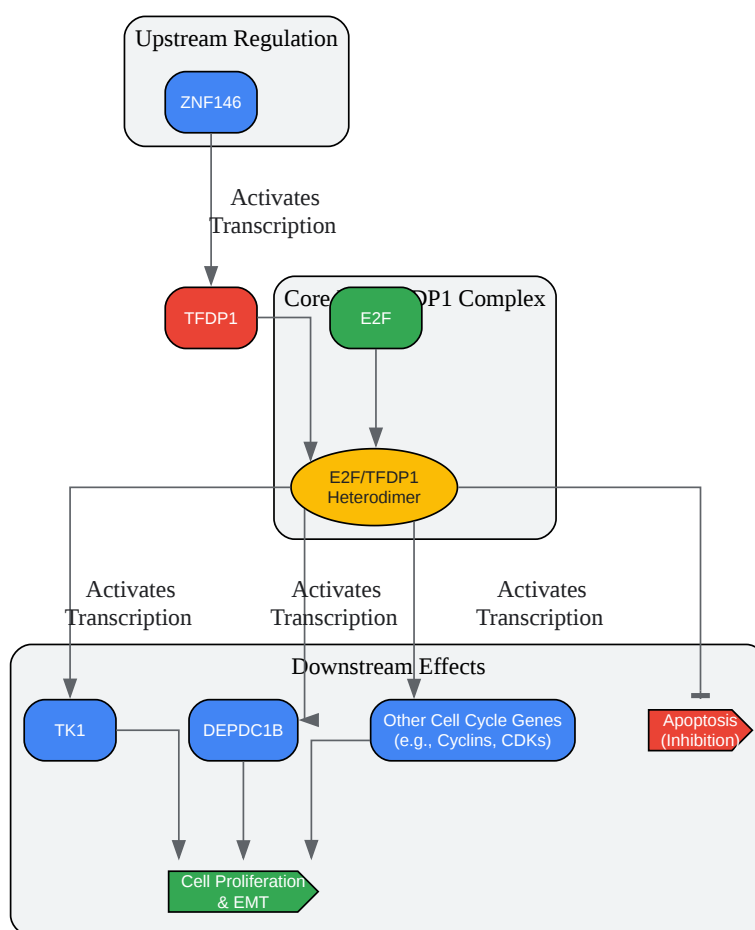 Upstream Regulation
ZNF146
Activates
Transcription
Core
DP1 Complex
TFDP1
E2F
E2F/TFDP1
Heterodimer
Activates
Transcription
Activates
Transcription
Activates
Transcription
Downstream Effects
TK1
DEPDC1B
Other Cell Cycle Genes
(e.g., Cyclins, CDKs)
Apoptosis
(Inhibition)
Cell Proliferation
& EMT